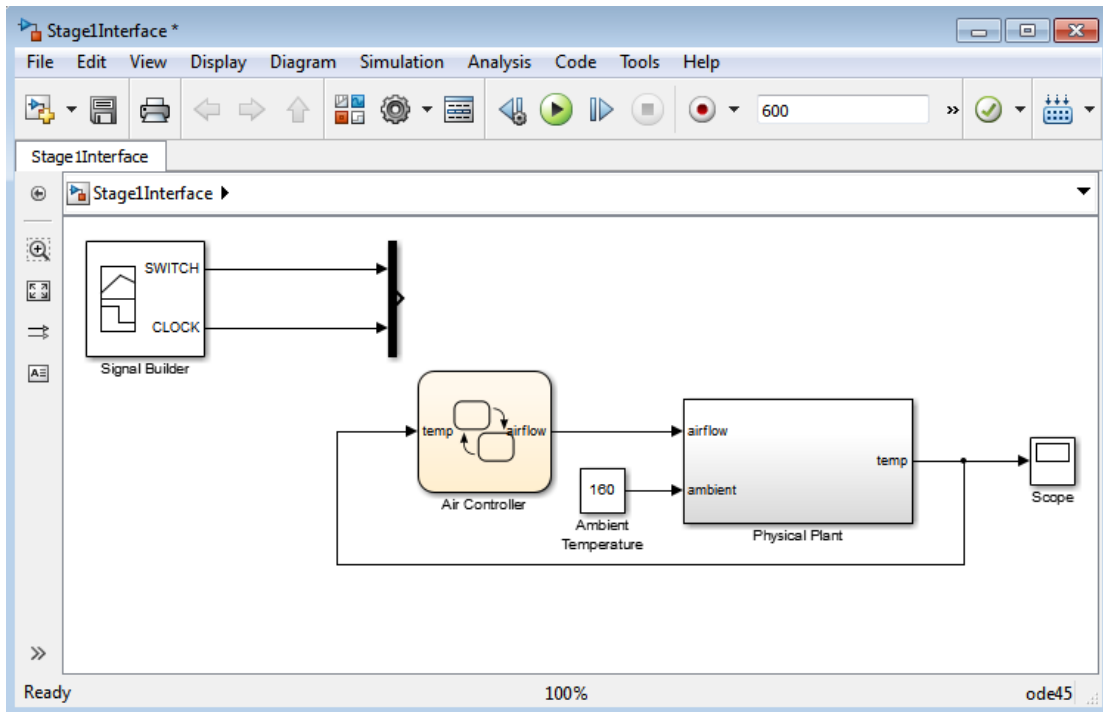 Stage1Interface *
File Edit View Display Diagram Simulation Analysis Code Tools Help
600
Stage1Interface
Stage1Interface
SWITCH
CLOCK
Signal Builder
temp airflow
Air Controller
160
Ambient
Temperature
airflow
temp
ambient
Physical Plant
Scope
Ready 100% ode45